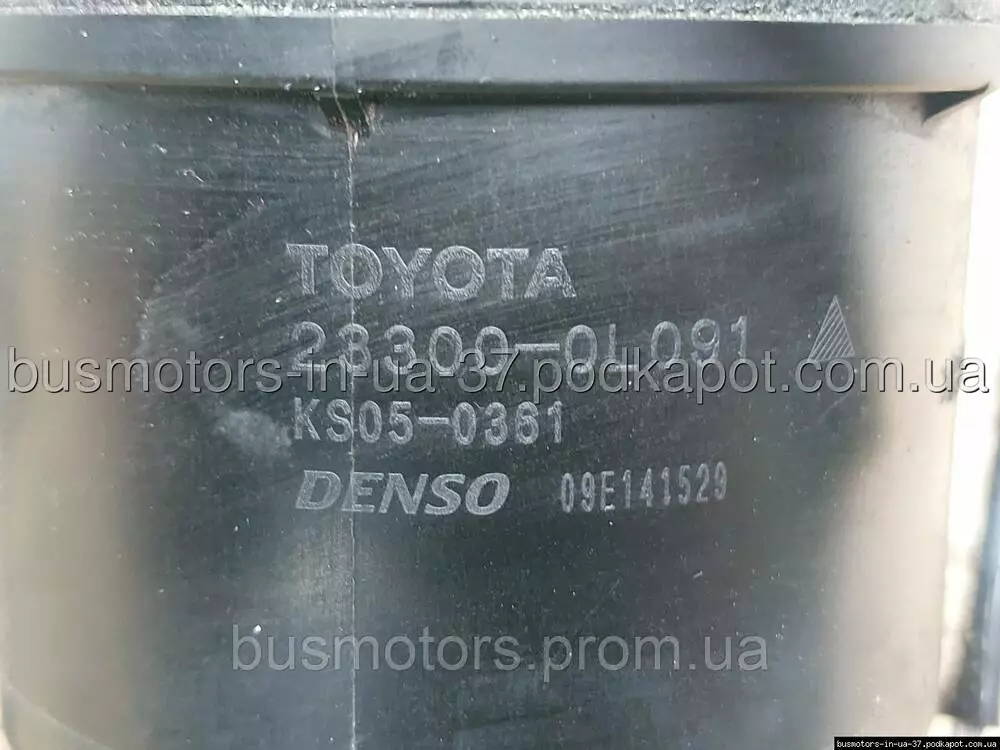 TOYOTA
23300-0L091
busmotors-in-ua-37.podkapot.com.ua
KS05-0361
DENSO 09E141529
busmotors.prom.ua
busmotors-in-ua-37.podkapot.com.ua